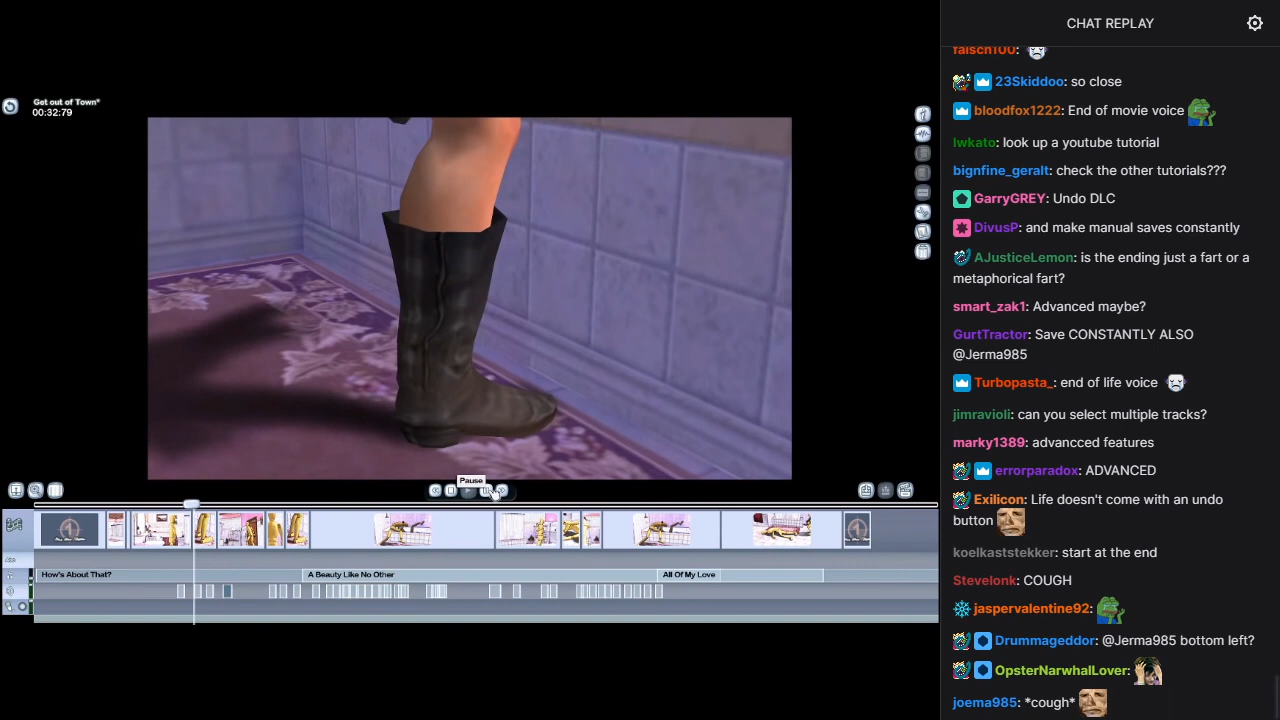 Get out of Town*
00:32:79
Pause
How's About That?
A Beauty Like No Other
All Of My Love
CHAT REPLAY
falsch100:
23Skiddoo: so close
bloodfox1222: End of movie voice
lwkato: look up a youtube tutorial
bignfine_geralt: check the other tutorials???
GarryGREY: Undo DLC
DivusP: and make manual saves constantly
AJusticeLemon: is the ending just a fart or a
metaphorical fart?
smart_zak1: Advanced maybe?
GurtTractor: Save CONSTANTLY ALSO
@Jerma985
Turbopasta_: end of life voice
jimravioli: can you select multiple tracks?
marky1389: advancced features
errorparadox: ADVANCED
Exilicon: Life doesn't come with an undo
button
koelkaststekker: start at the end
Stevelonk: COUGH
jaspervalentine92:
Drummageddor: @Jerma985 bottom left?
OpsterNarwhalLover:
joema985: *cough*